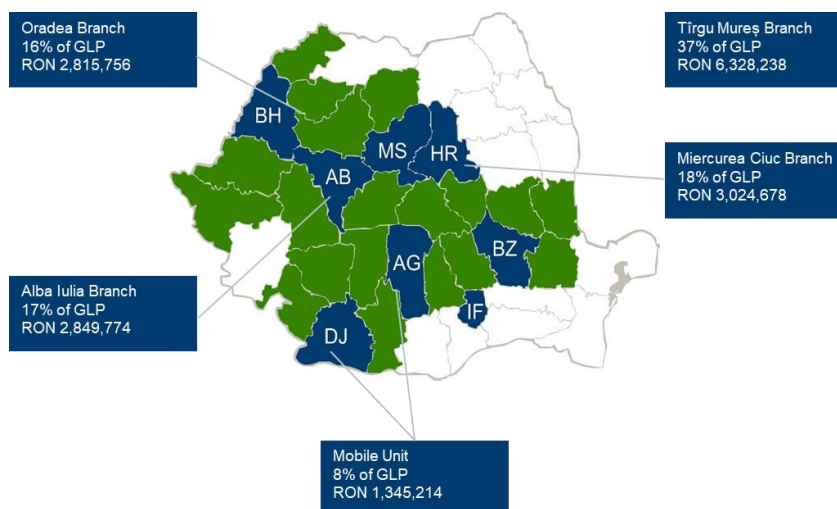 Oradea Branch
16% of GLP
RON 2,815,756
Tîrgu Mureş Branch
37% of GLP
RON 6,328,238
BH
MS
HR
AB
Miercurea Ciuc Branch
18% of GLP
RON 3,024,678
BZ
AG
Alba Iulia Branch
17% of GLP
RON 2,849,774
IF
DJ
Mobile Unit
8% of GLP
RON 1,345,214